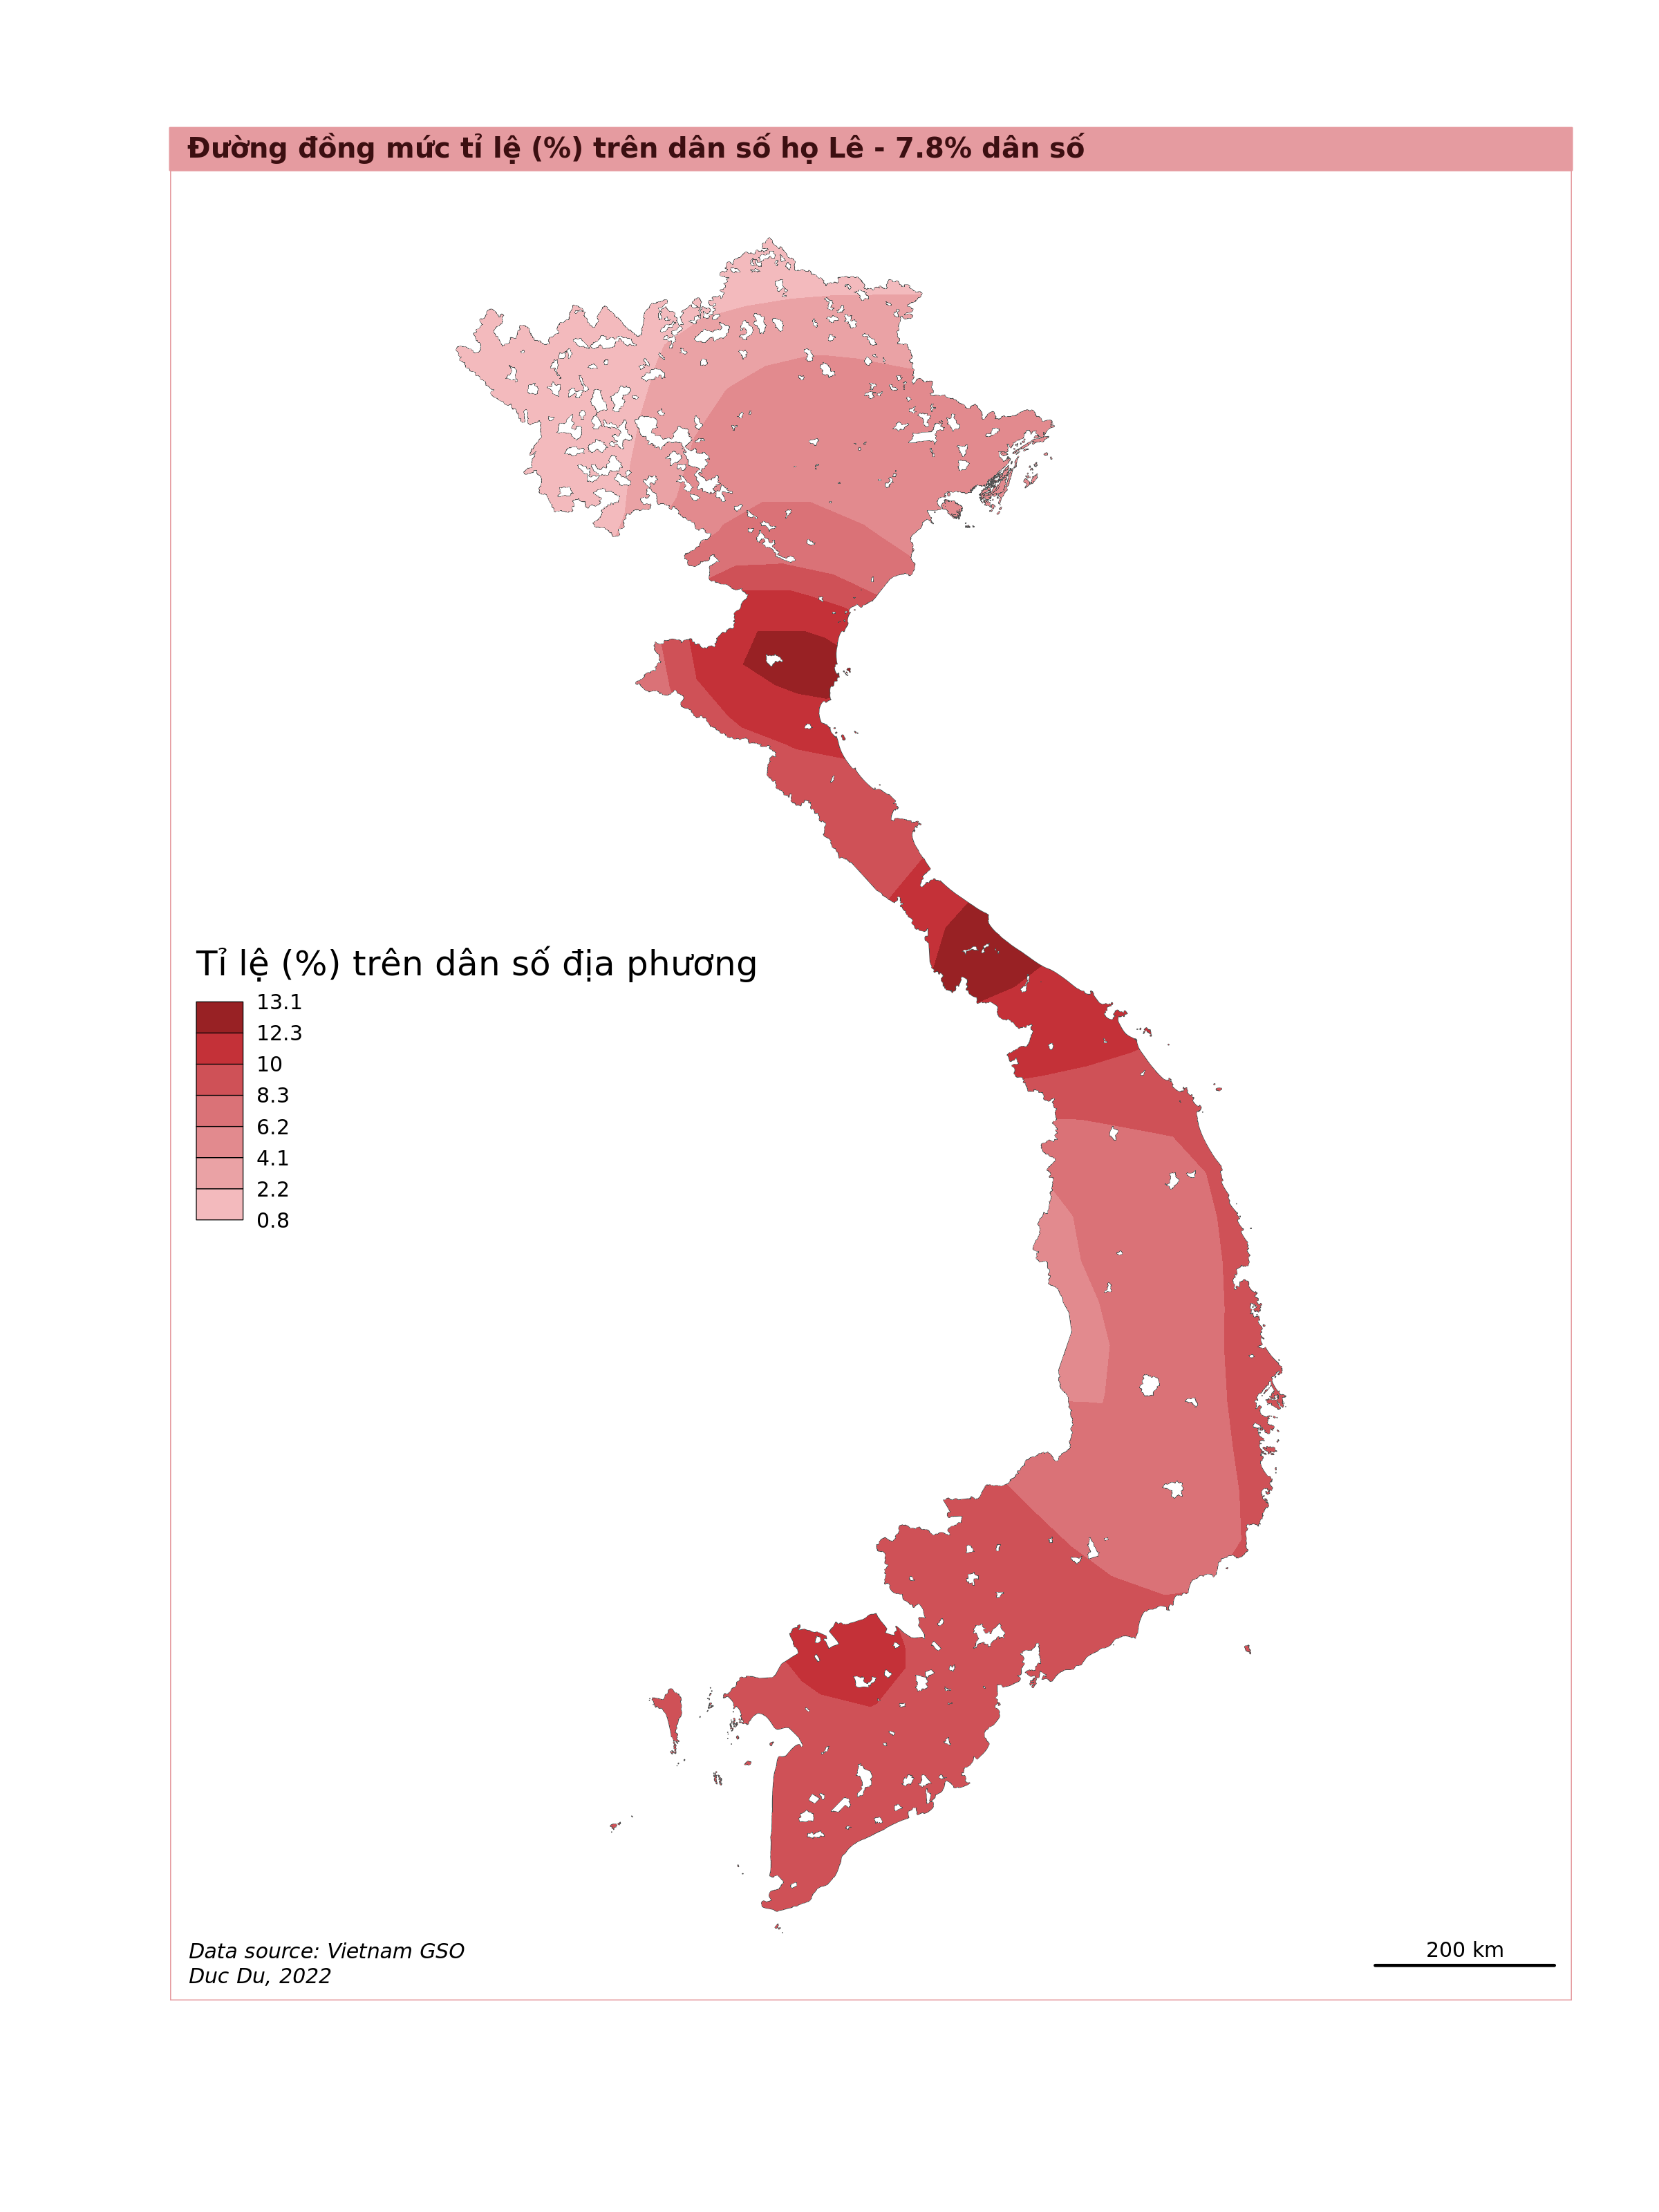 Đường đồng mức tỉ lệ (%) trên dân số họ Lê - 7.8% dân số
Tỉ lệ (%) trên dân số địa phương
13.1
12.3
10
8.3
6.2
4.1
2.2
0.8
Data source: Vietnam GSO
Duc Du, 2022
200 km